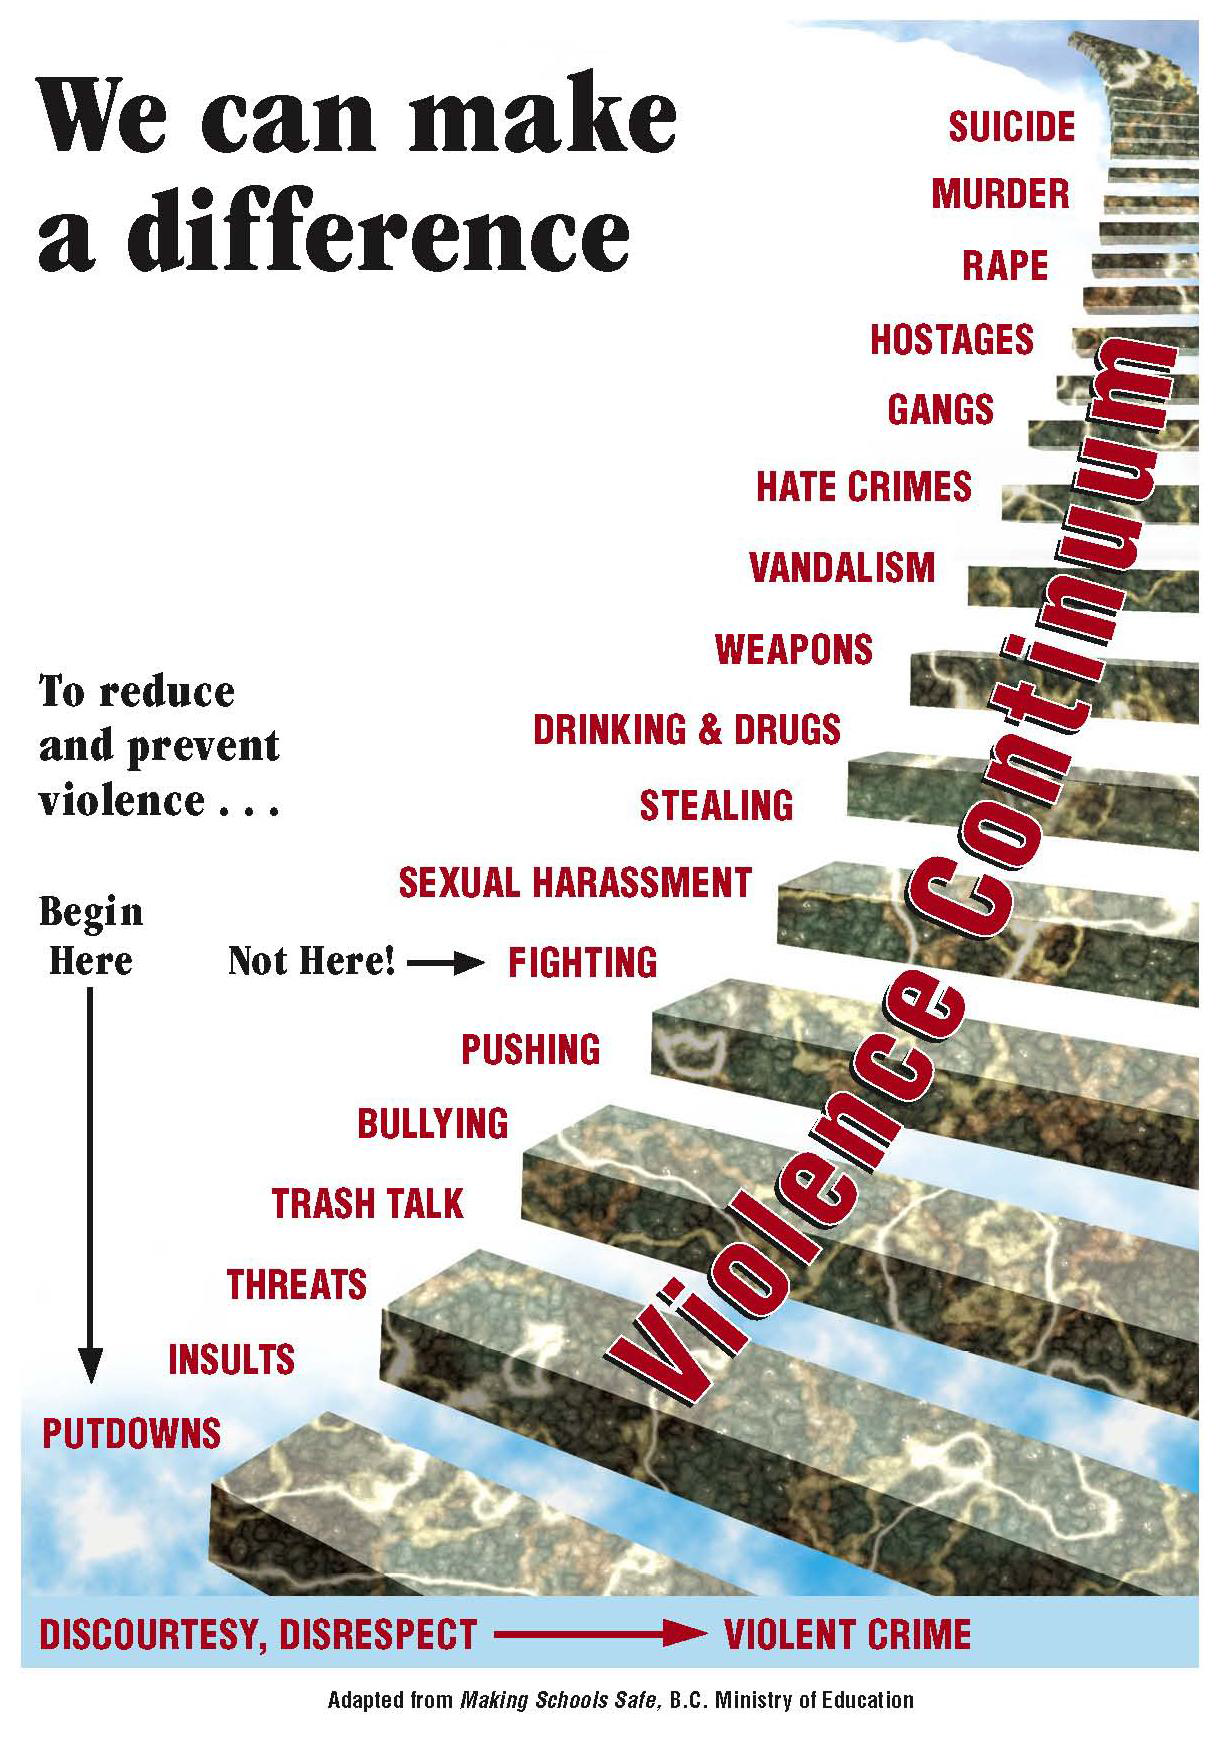 We can make
a difference
SUICIDE
MURDER
RAPE
HOSTAGES
GANGS
HATE CRIMES
VANDALISM
WEAPONS
To reduce
and prevent
violence . . .
DRINKING & DRUGS
STEALING
SEXUAL HARASSMENT
Begin
Here
Not Here!
FIGHTING
PUSHING
BULLYING
TRASH TALK
THREATS
INSULTS
PUTDOWNS
Violence Continuum
DISCOURTESY, DISRESPECT
VIOLENT CRIME
Adapted from Making Schools Safe, B.C. Ministry of Education